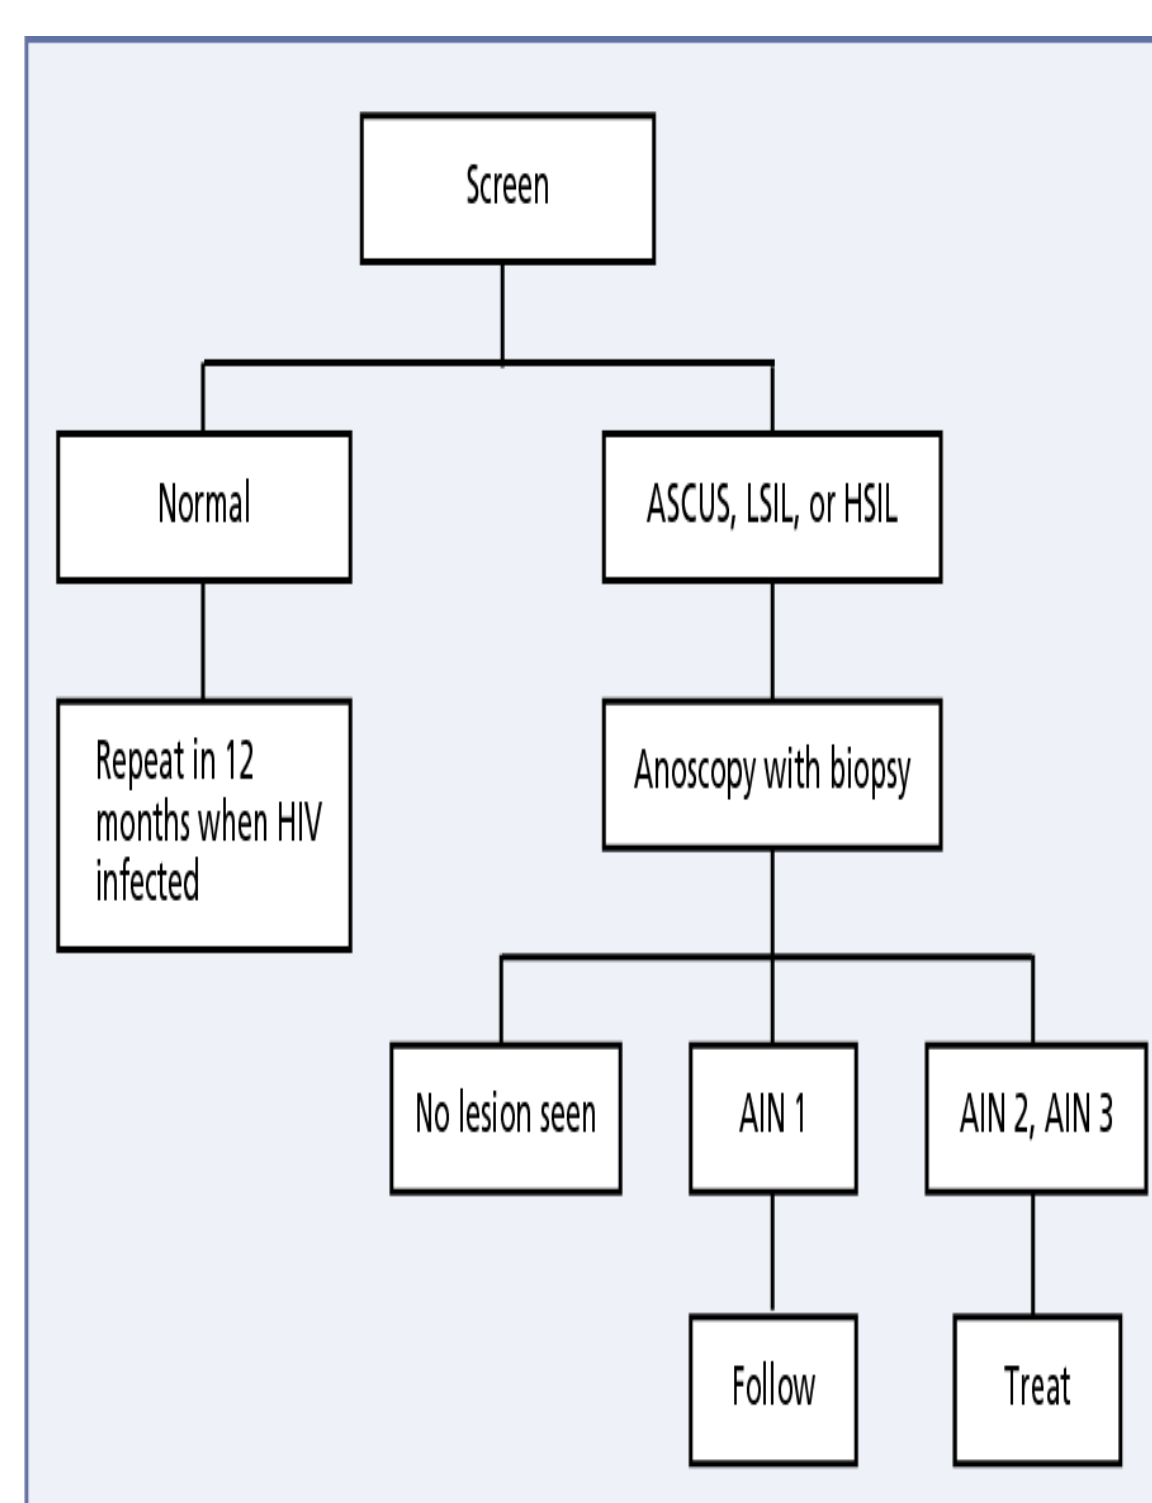 Screen
Normal
ASCUS, LSIL, or HSIL
Repeat in 12
months when HIV
infected
Anoscopy with biopsy
No lesion seen
AIN 1
AIN 2, AIN 3
Follow
Treat